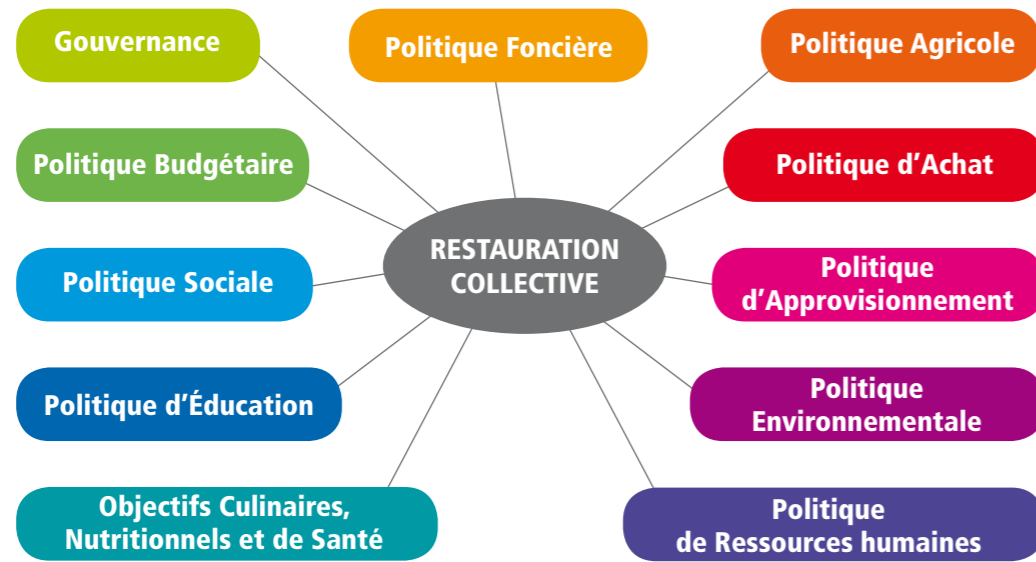 Gouvernance
Politique Foncière
Politique Agricole
Politique Budgétaire
Politique d’Achat
RESTAURATION
COLLECTIVE
Politique Sociale
Politique
d’Approvisionnement
Politique d’Éducation
Politique
Environnementale
Objectifs Culinaires,
Nutritionnels et de Santé
Politique
de Ressources humaines